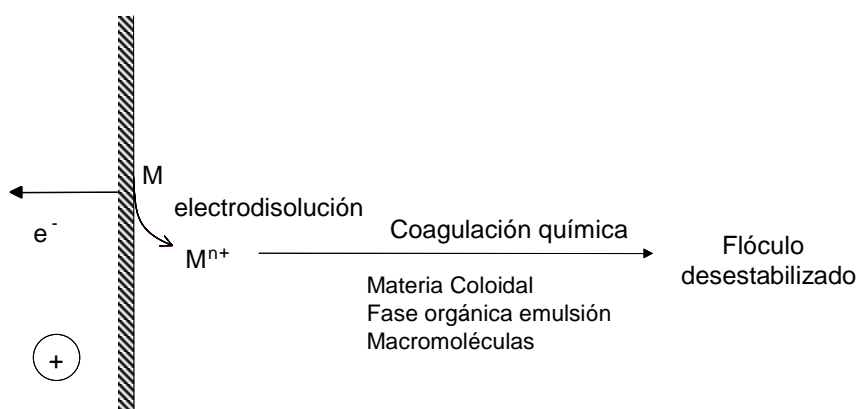 M
electrodisolución
e⁻
Mⁿ⁺
Coagulación química
Materia Coloidal
Fase orgánica emulsión
Macromoléculas
Flóculo
desestabilizado
+